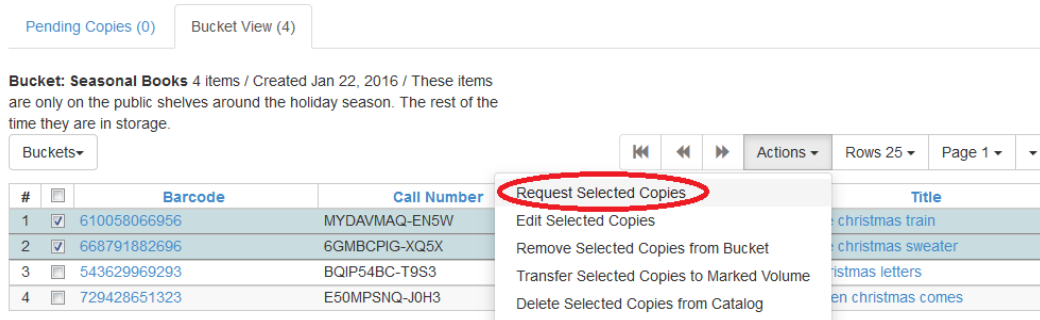 Pending Copies (0) Bucket View (4)
Bucket: Seasonal Books 4 items / Created Jan 22, 2016 / These items
are only on the public shelves around the holiday season. The rest of the
time they are in storage.
Buckets Actions Rows 25 Page 1
# Barcode Call Number Title
Request Selected Copies
1 610058066956 MYDAVMAQ-EN5W christmas train
Edit Selected Copies
2 668791882696 6GMBCPIG-XQ5X christmas sweater
Remove Selected Copies from Bucket
3 543629969293 BQIP54BC-T9S3 istmas letters
Transfer Selected Copies to Marked Volume
4 729428651323 E50MPSNQ-J0H3 en christmas comes
Delete Selected Copies from Catalog